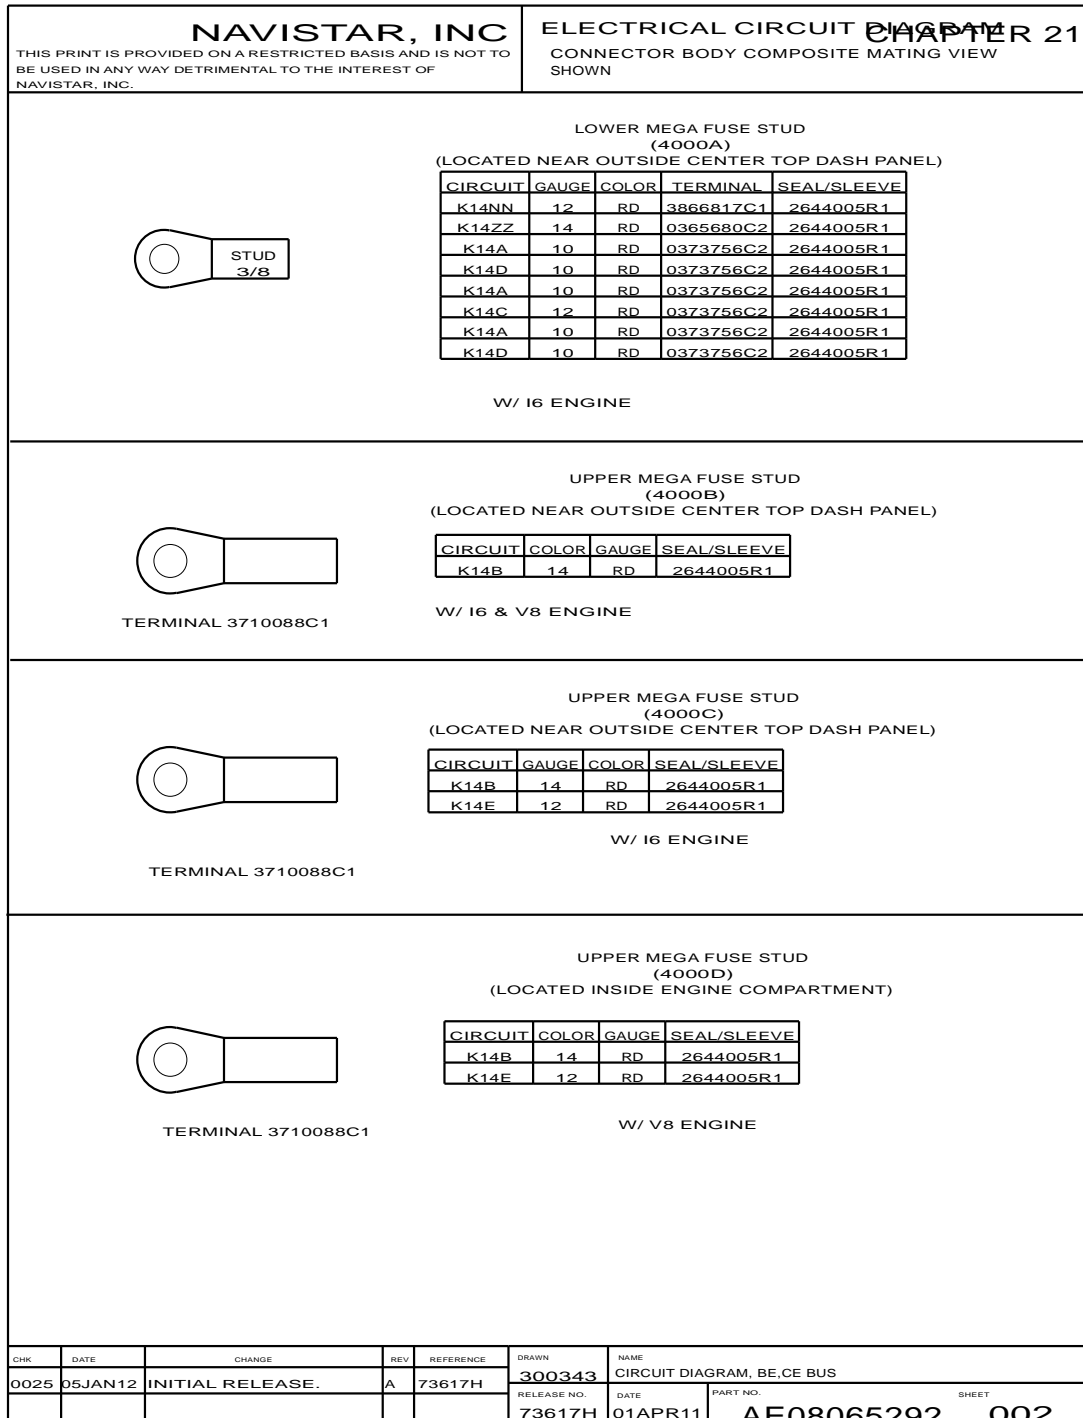 NAVISTAR, INC
THIS PRINT IS PROVIDED ON A RESTRICTED BASIS AND IS NOT TO
BE USED IN ANY WAY DETRIMENTAL TO THE INTEREST OF
NAVISTAR, INC.
ELECTRICAL CIRCUIT DIAGRAM
CHAPTER 21
CONNECTOR BODY COMPOSITE MATING VIEW
SHOWN
LOWER MEGA FUSE STUD
(4000A)
(LOCATED NEAR OUTSIDE CENTER TOP DASH PANEL)
STUD
3/8
CIRCUIT GAUGE COLOR TERMINAL SEAL/SLEEVE
K14NN 12 RD 3866817C1 2644005R1
K14ZZ 14 RD 0365680C2 2644005R1
K14A 10 RD 0373756C2 2644005R1
K14D 10 RD 0373756C2 2644005R1
K14A 10 RD 0373756C2 2644005R1
K14C 12 RD 0373756C2 2644005R1
K14A 10 RD 0373756C2 2644005R1
K14D 10 RD 0373756C2 2644005R1
W/ I6 ENGINE
UPPER MEGA FUSE STUD
(4000B)
(LOCATED NEAR OUTSIDE CENTER TOP DASH PANEL)
CIRCUIT COLOR GAUGE SEAL/SLEEVE
K14B 14 RD 2644005R1
W/ I6 & V8 ENGINE
TERMINAL 3710088C1
UPPER MEGA FUSE STUD
(4000C)
(LOCATED NEAR OUTSIDE CENTER TOP DASH PANEL)
CIRCUIT GAUGE COLOR SEAL/SLEEVE
K14B 14 RD 2644005R1
K14E 12 RD 2644005R1
W/ I6 ENGINE
TERMINAL 3710088C1
UPPER MEGA FUSE STUD
(4000D)
(LOCATED INSIDE ENGINE COMPARTMENT)
CIRCUIT COLOR GAUGE SEAL/SLEEVE
K14B 14 RD 2644005R1
K14E 12 RD 2644005R1
W/ V8 ENGINE
TERMINAL 3710088C1
CHK DATE CHANGE REV REFERENCE
0025 05JAN12 INITIAL RELEASE. A 73617H
DRAWN
300343
NAME
CIRCUIT DIAGRAM, BE,CE BUS
RELEASE NO.
73617H
DATE
01APR11
PART NO.
AE08065292
SHEET
002